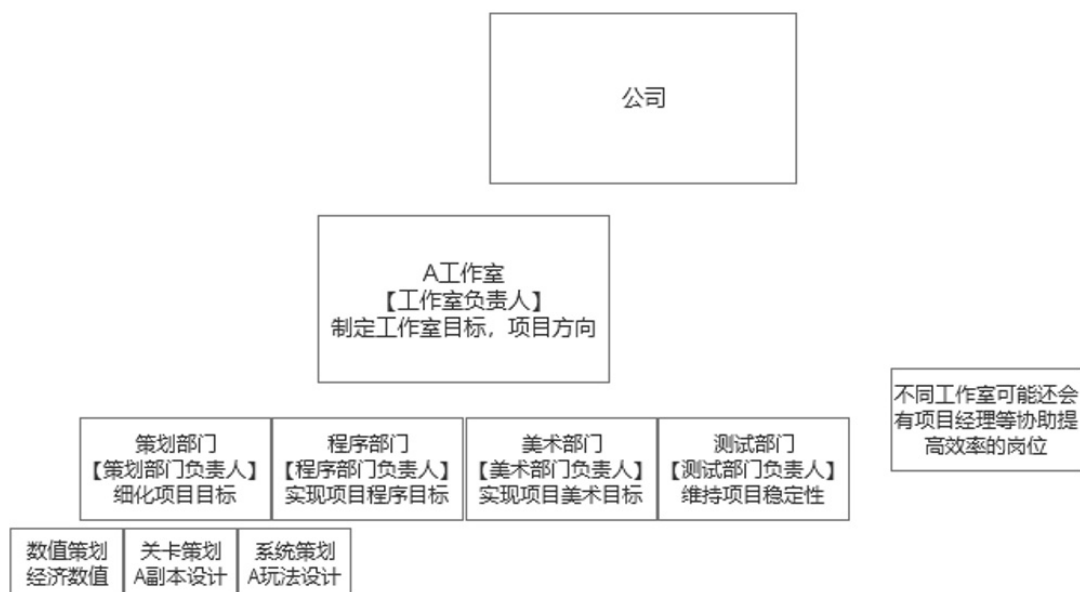 公司
A工作室
【工作室负责人】
制定工作室目标，项目方向
不同工作室可能还会
有项目经理等协助提
高效率的岗位
策划部门
【策划部门负责人】
细化项目目标
程序部门
【程序部门负责人】
实现项目程序目标
美术部门
【美术部门负责人】
实现项目美术目标
测试部门
【测试部门负责人】
维持项目稳定性
数值策划
经济数值
关卡策划
A副本设计
系统策划
A玩法设计